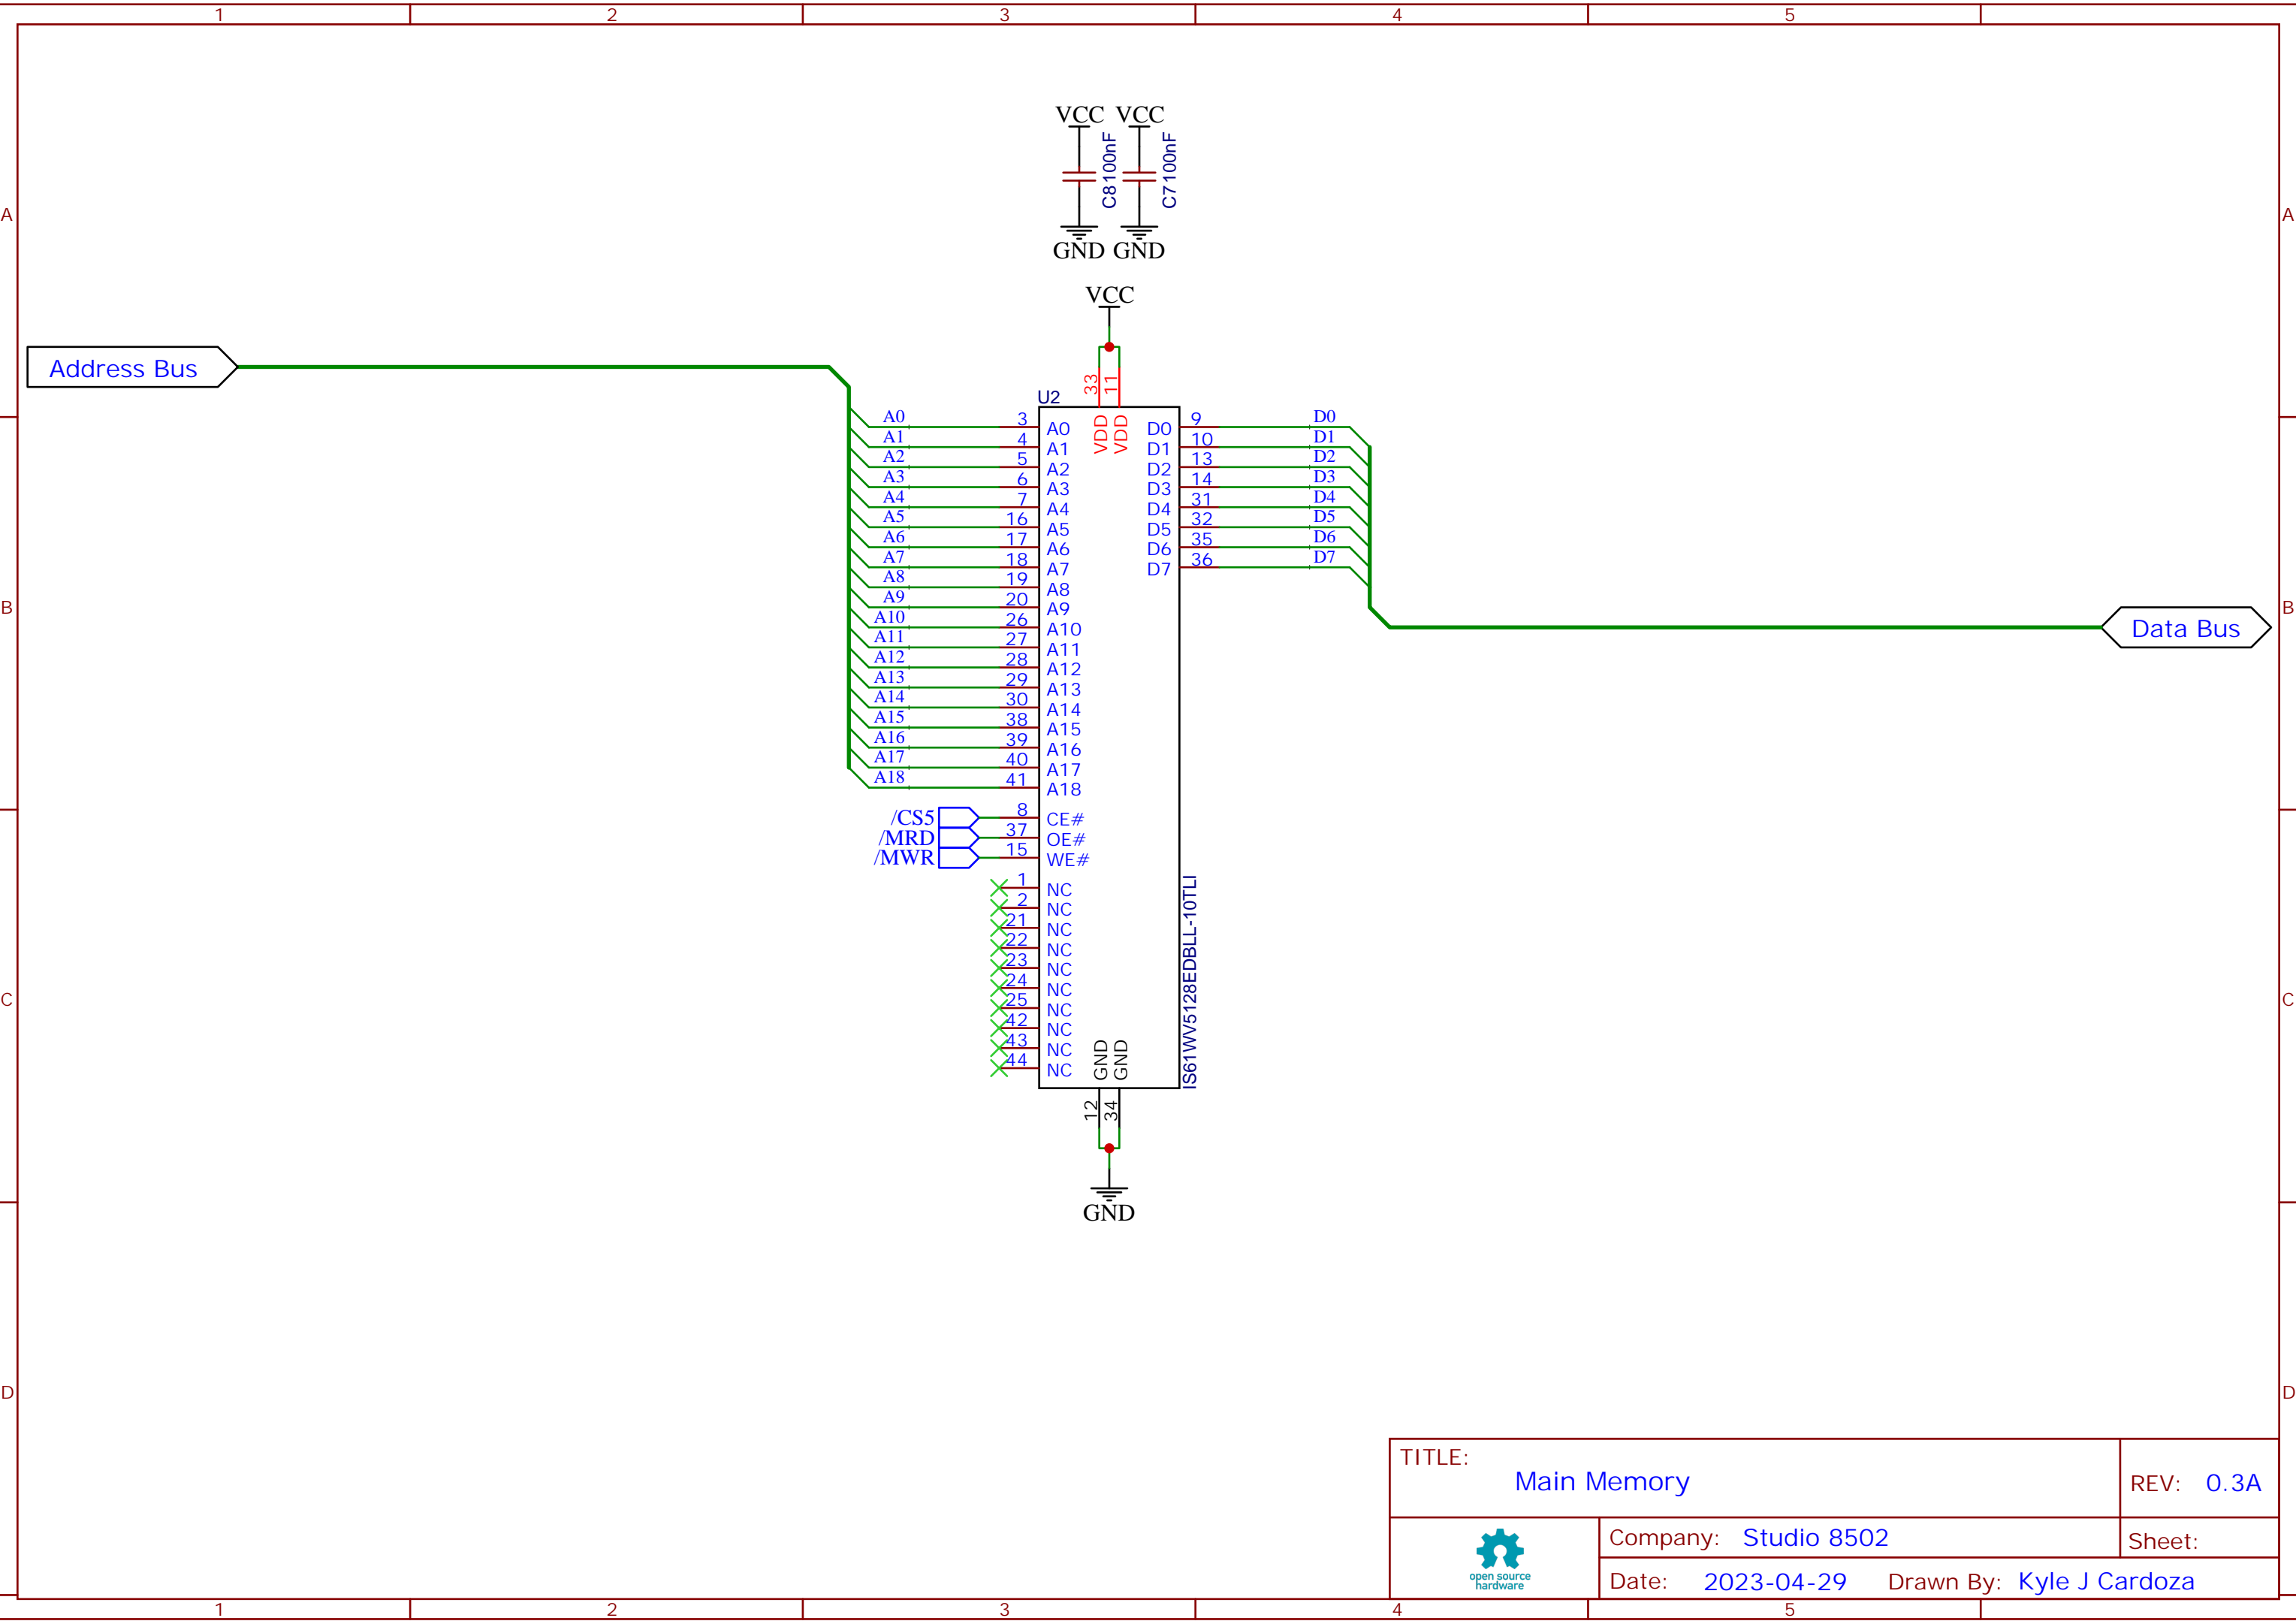 1 2 3 4 5
VCC VCC
C8 100nF
C7 100nF
A A
GND GND
VCC
Address Bus
33 11
U2
VDD VDD
A0 3 A0 D0 9 D0
A1 4 A1 D1 10 D1
A2 5 A2 D2 13 D2
A3 6 A3 D3 14 D3
A4 7 A4 D4 31 D4
A5 16 A5 D5 32 D5
A6 17 A6 D6 35 D6
A7 18 A7 D7 36 D7
A8 19 A8
A9 20 A9
B B
A10 26 A10
Data Bus
A11 27 A11
A12 28 A12
A13 29 A13
A14 30 A14
A15 38 A15
A16 39 A16
A17 40 A17
A18 41 A18
/CS5 8 CE#
/MRD 37 OE#
/MWR 15 WE#
1 NC
2 NC
21 NC
22 NC
23 NC
24 NC
25 NC
42 NC
43 NC
44 NC
IS61WV5128EDBLL-10TLI
C C
GND GND
12 34
GND
D D
TITLE:
Main Memory
REV: 0.3A
open source
hardware
Company: Studio 8502
Sheet:
Date: 2023-04-29 Drawn By: Kyle J Cardoza
1 2 3 4 5